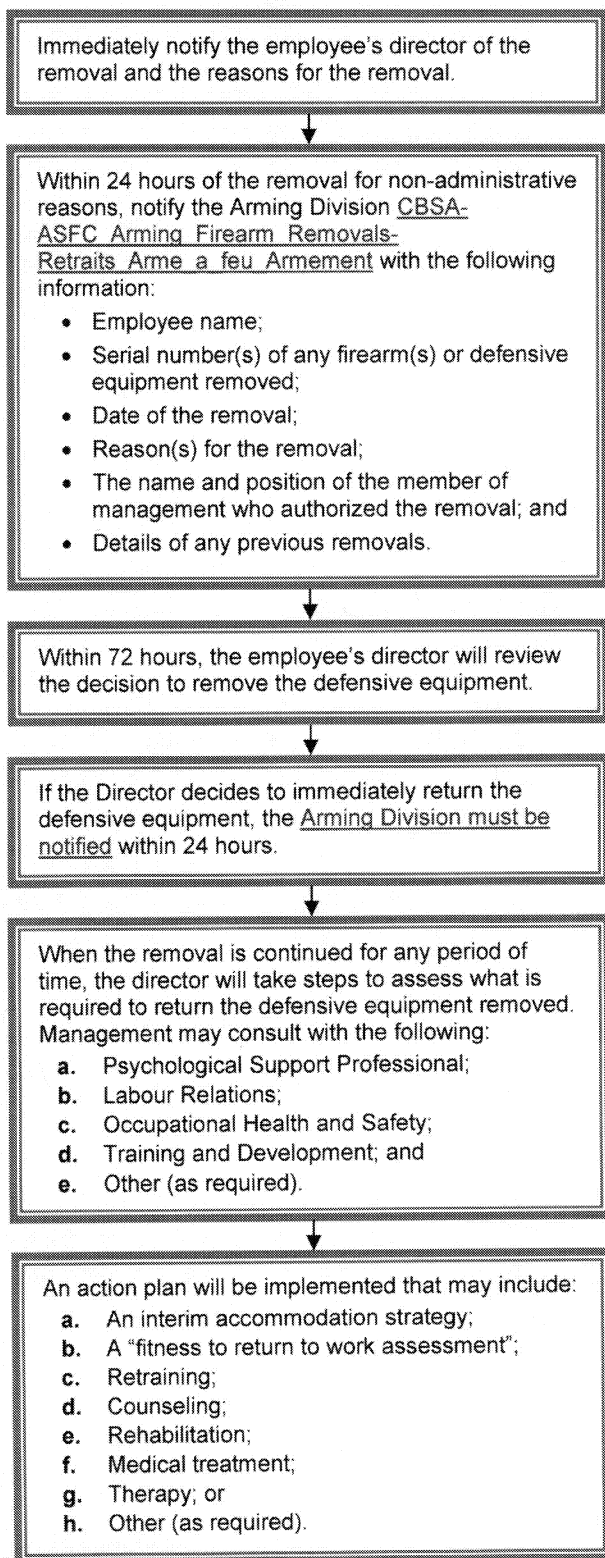 Immediately notify the employee's director of the
removal and the reasons for the removal.
Within 24 hours of the removal for non-administrative
reasons, notify the Arming Division CBSA-
ASFC_Arming_Firearm_Removals-
Retraits_Arme_a_feu_Armement with the following
information:
• Employee name;
• Serial number(s) of any firearm(s) or defensive
equipment removed;
• Date of the removal;
• Reason(s) for the removal;
• The name and position of the member of
management who authorized the removal; and
• Details of any previous removals.
Within 72 hours, the employee's director will review
the decision to remove the defensive equipment.
If the Director decides to immediately return the
defensive equipment, the Arming Division must be
notified within 24 hours.
When the removal is continued for any period of
time, the director will take steps to assess what is
required to return the defensive equipment removed.
Management may consult with the following:
a. Psychological Support Professional;
b. Labour Relations;
c. Occupational Health and Safety;
d. Training and Development; and
e. Other (as required).
An action plan will be implemented that may include:
a. An interim accommodation strategy;
b. A "fitness to return to work assessment";
c. Retraining;
d. Counseling;
e. Rehabilitation;
f. Medical treatment;
g. Therapy; or
h. Other (as required).